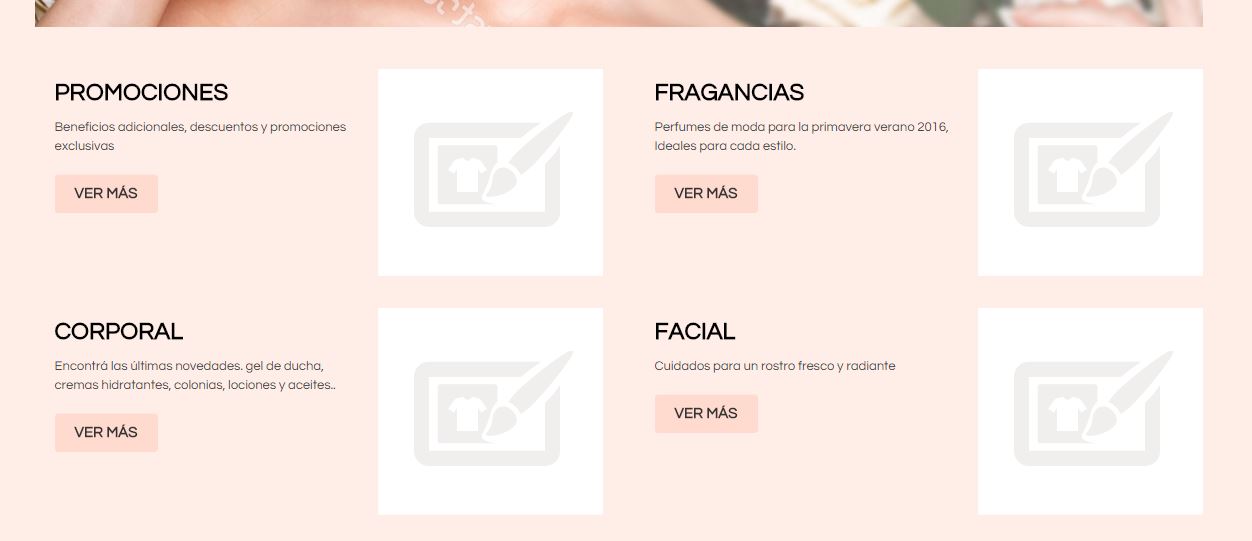 PROMOCIONES
Beneficios adicionales, descuentos y promociones
exclusivas
VER MÁS
FRAGANCIAS
Perfumes de moda para la primavera verano 2016,
Ideales para cada estilo.
VER MÁS
CORPORAL
Encontrá las últimas novedades. gel de ducha,
cremas hidratantes, colonias, lociones y aceites..
VER MÁS
FACIAL
Cuidados para un rostro fresco y radiante
VER MÁS